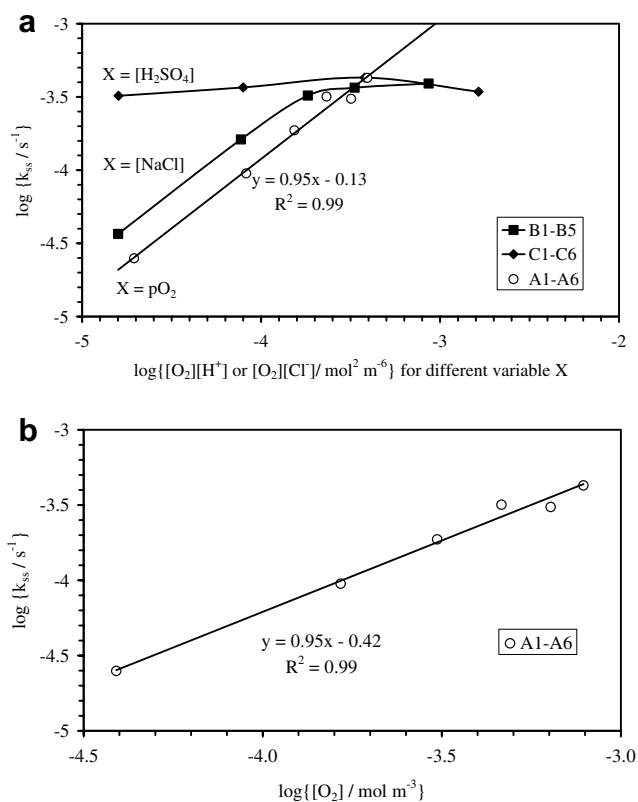 a
-3
X = [H₂SO₄]
-3.5
log {k_ss / s⁻¹}
X = [NaCl]
-4
y = 0.95x - 0.13
R² = 0.99
B1-B5
-4.5
C1-C6
X = pO₂
A1-A6
-5
-5 -4 -3 -2
log{[O₂][H⁺] or [O₂][Cl⁻]/ mol² m⁻⁶} for different variable X
b
-3
-3.5
log {k_ss / s⁻¹}
-4
y = 0.95x - 0.42
A1-A6
R² = 0.99
-4.5
-5
-4.5 -4.0 -3.5 -3.0
log{[O₂] / mol m⁻³}